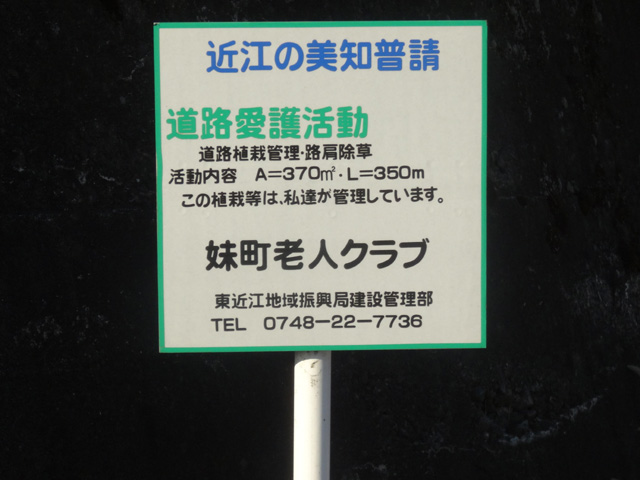 近江の美知普請
道路愛護活動
道路植栽管理・路肩除草
活動内容　A=370㎡・L=350m
この植栽等は、私達が管理しています。
妹町老人クラブ
東近江地域振興局建設管理部
TEL　0748-22-7736